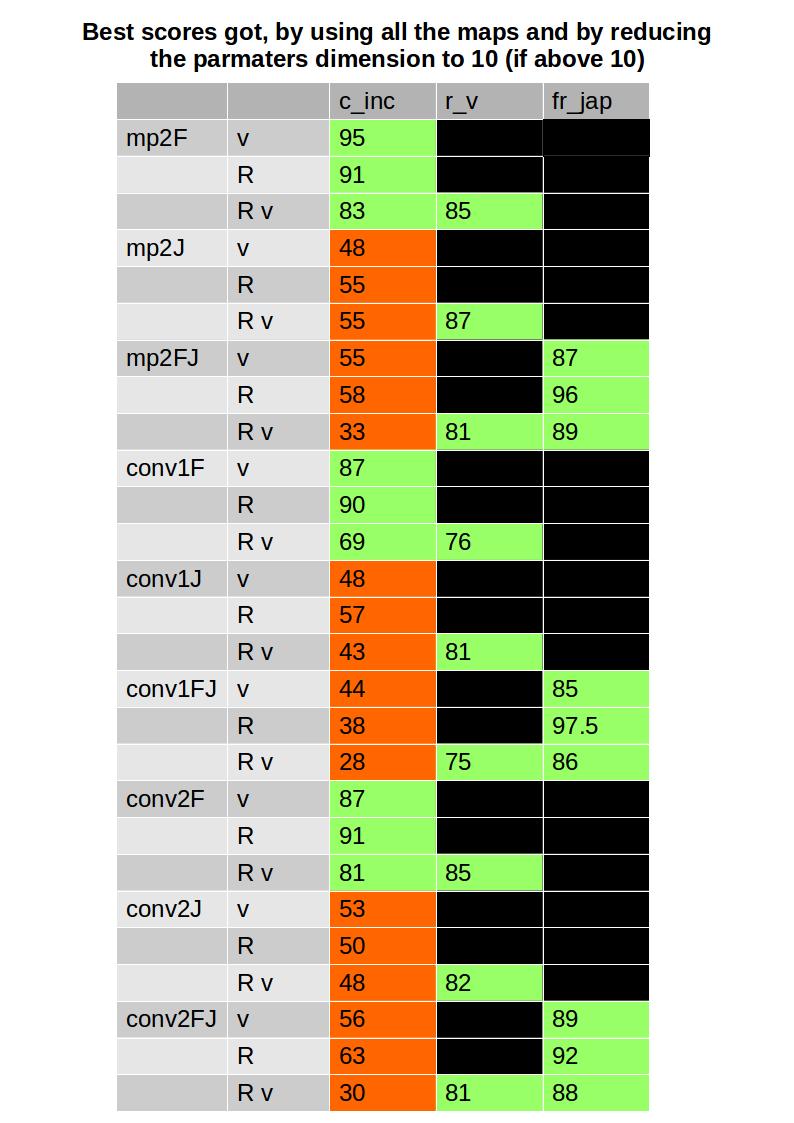 Best scores got, by using all the maps and by reducing
the parmaters dimension to 10 (if above 10)
c_inc r_v fr_jap
mp2F v 95
R 91
R v 83 85
mp2J v 48
R 55
R v 55 87
mp2FJ v 55 87
R 58 96
R v 33 81 89
conv1F v 87
R 90
R v 69 76
conv1J v 48
R 57
R v 43 81
conv1FJ v 44 85
R 38 97.5
R v 28 75 86
conv2F v 87
R 91
R v 81 85
conv2J v 53
R 50
R v 48 82
conv2FJ v 56 89
R 63 92
R v 30 81 88